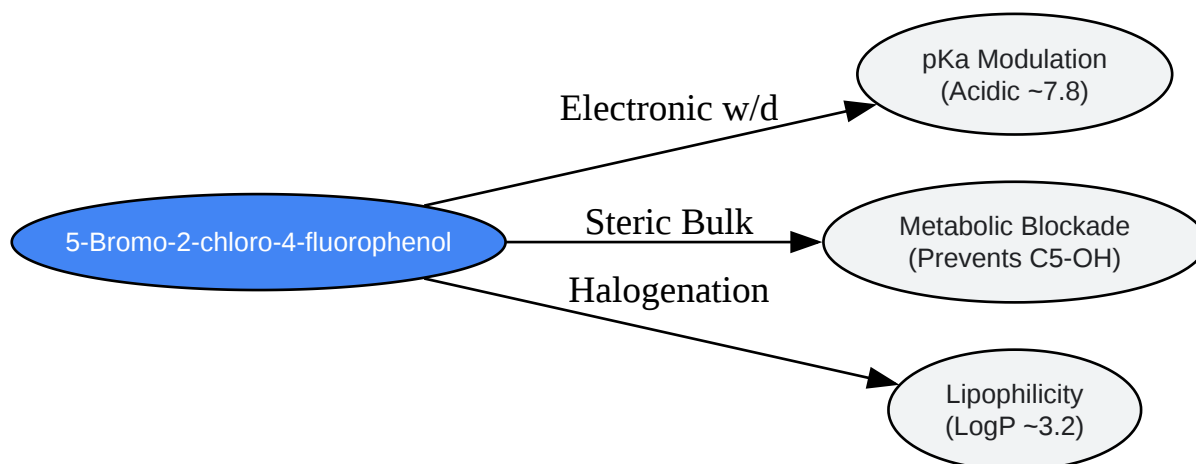 pKa Modulation
(Acidic ~7.8)
Electronic w/d
5-Bromo-2-chloro-4-fluorophenol
Steric Bulk
Metabolic Blockade
(Prevents C5-OH)
Halogenation
Lipophilicity
(LogP ~3.2)